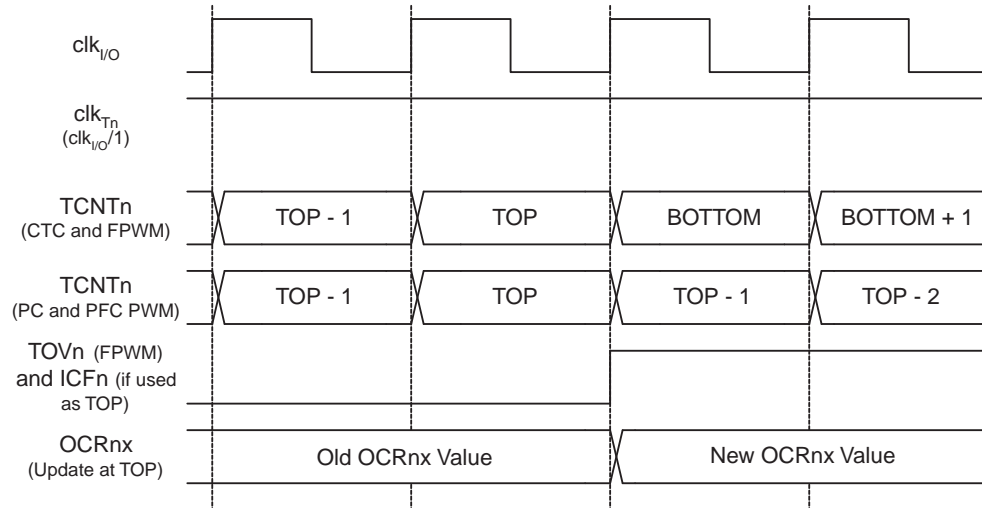 clkI/O
clkTn
(clkI/O/1)
TCNTn
(CTC and FPWM)
TOP - 1
TOP
BOTTOM
BOTTOM + 1
TCNTn
(PC and PFC PWM)
TOP - 1
TOP
TOP - 1
TOP - 2
TOVn (FPWM)
and ICFn (if used
as TOP)
OCRnx
(Update at TOP)
Old OCRnx Value
New OCRnx Value